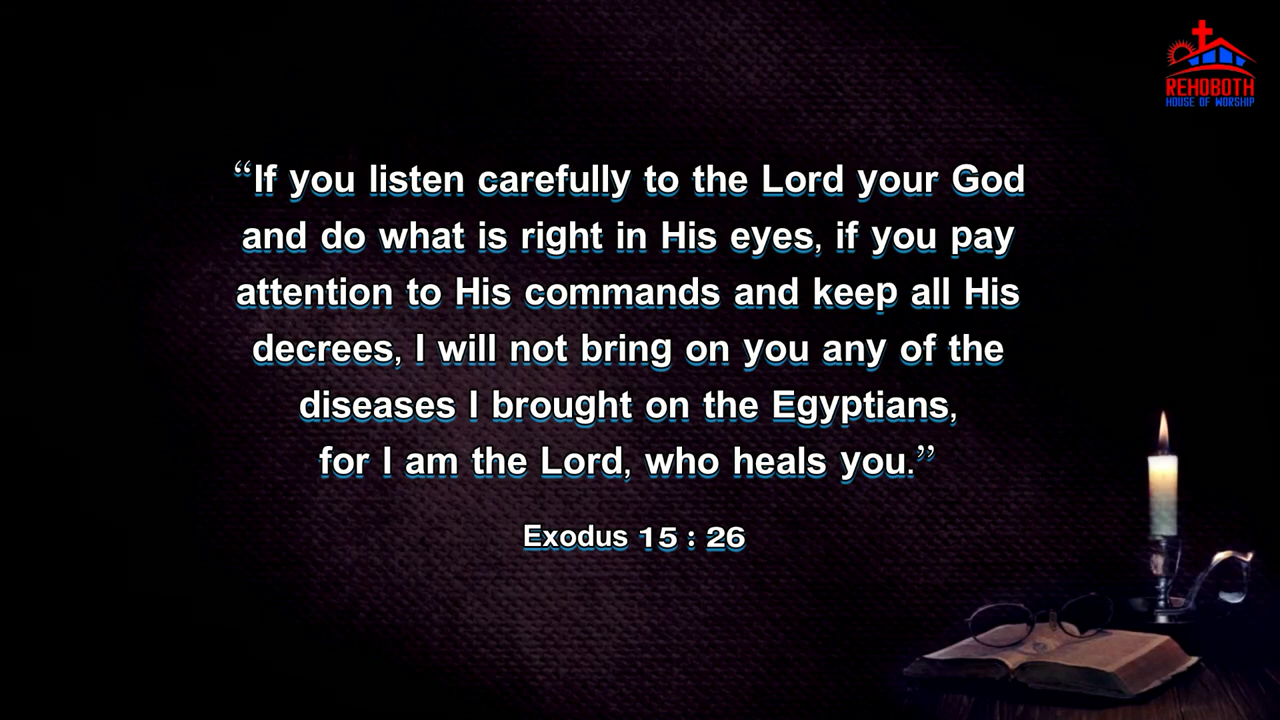 REHOBOTH
HOUSE OF WORSHIP
“If you listen carefully to the Lord your God
and do what is right in His eyes, if you pay
attention to His commands and keep all His
decrees, I will not bring on you any of the
diseases I brought on the Egyptians,
for I am the Lord, who heals you.”
Exodus 15 : 26